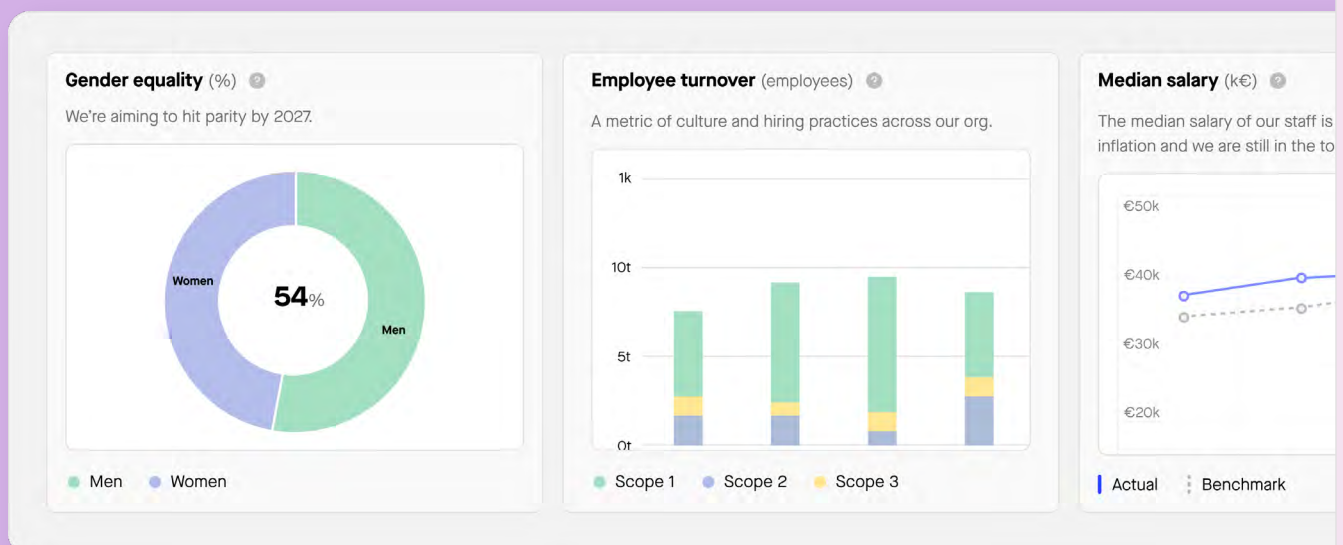 Gender equality (%) ?
We're aiming to hit parity by 2027.
Women
54%
Men
Men
Women
Employee turnover (employees) ?
A metric of culture and hiring practices across our org.
1k
10t
5t
0t
Scope 1
Scope 2
Scope 3
Median salary (k€) ?
The median salary of our staff is
inflation and we are still in the to
€50k
€40k
€30k
€20k
Actual
Benchmark